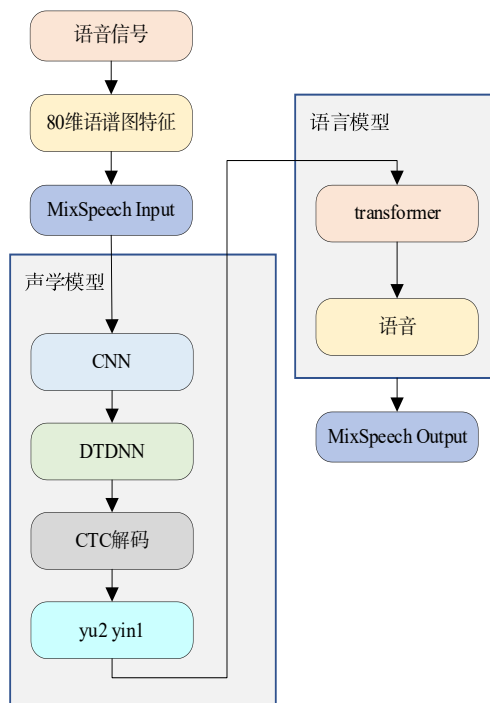 语音信号
80维语谱图特征
MixSpeech Input
声学模型
CNN
DTDNN
CTC解码
yu2 yin1
语言模型
transformer
语音
MixSpeech Output